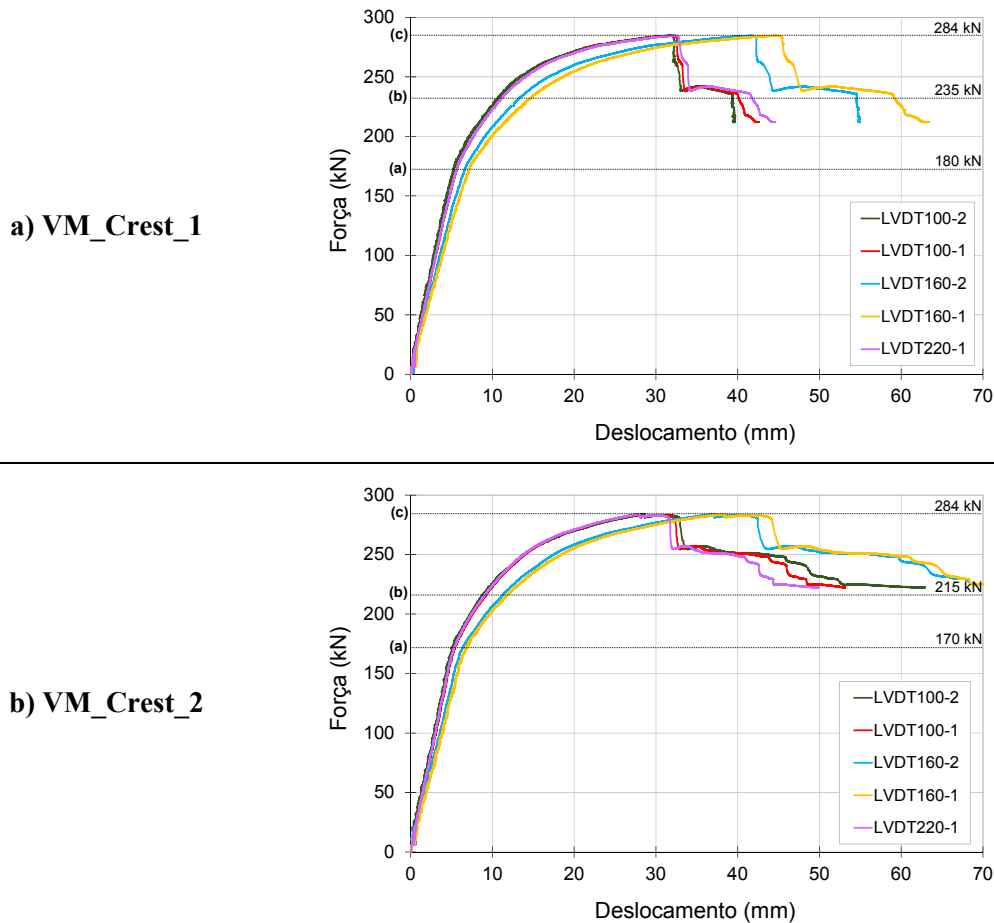 a) VM_Crest_1
Força (kN)
300
250
200
150
100
50
0
(c)
(b)
(a)
284 kN
235 kN
180 kN
LVDT100-2
LVDT100-1
LVDT160-2
LVDT160-1
LVDT220-1
0 10 20 30 40 50 60 70
Deslocamento (mm)
b) VM_Crest_2
Força (kN)
300
250
200
150
100
50
0
(c)
(b)
(a)
284 kN
215 kN
170 kN
LVDT100-2
LVDT100-1
LVDT160-2
LVDT160-1
LVDT220-1
0 10 20 30 40 50 60 70
Deslocamento (mm)